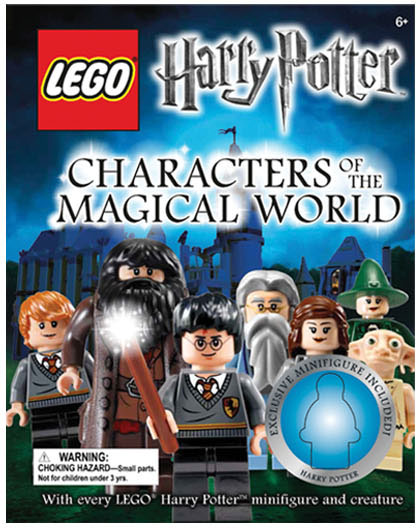 6+
LEGO
Harry Potter
CHARACTERS OF THE
MAGICAL WORLD
EXCLUSIVE MINIFIGURE INCLUDED!
HARRY POTTER
WARNING:
CHOKING HAZARD—Small parts.
Not for children under 3 yrs.
With every LEGO® Harry Potter™ minifigure and creature